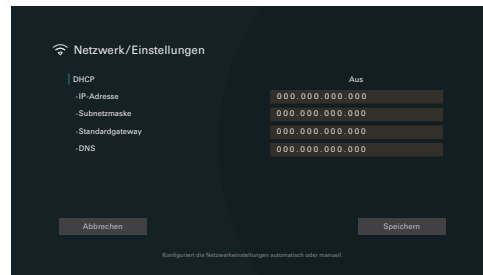 Netzwerk/Einstellungen
DHCP Aus
-IP-Adresse 000.000.000.000
-Subnetzmaske 000.000.000.000
-Standardgateway 000.000.000.000
-DNS 000.000.000.000
Abbrechen Speichern
Konfiguriert die Netzwerkeinstellungen automatisch oder manuell.